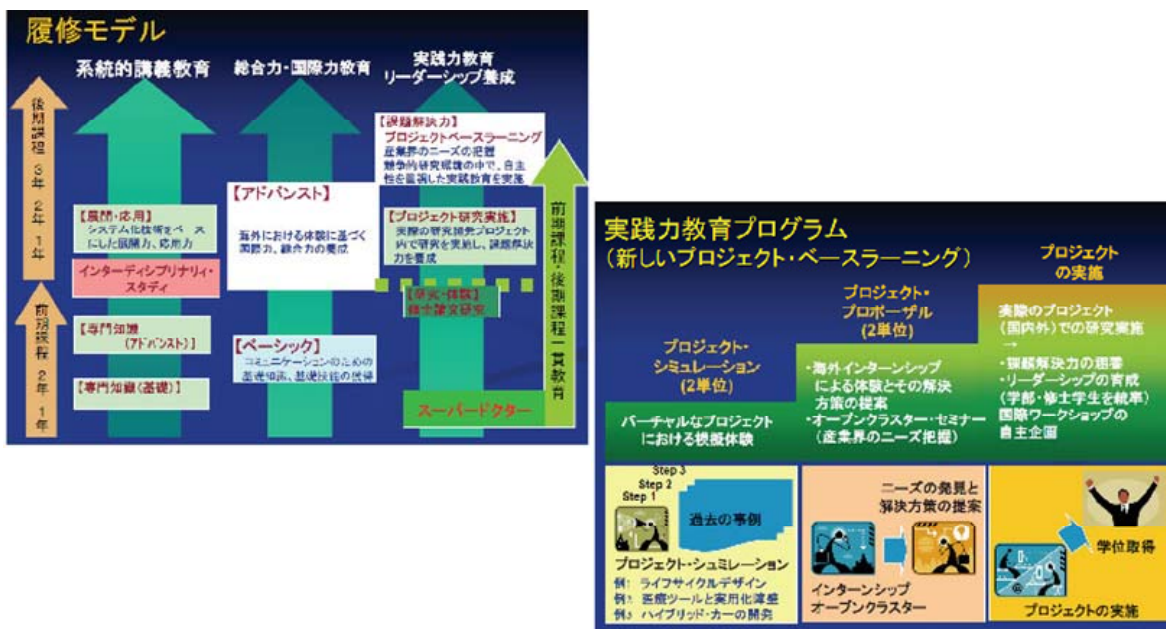 履修モデル
系統的講義教育
総合力・国際力教育
実践力教育
リーダーシップ養成
後期課程 3年 2年 1年
前期課程 2年 1年
【展開・応用】
システム化技術をベース
にした展開力、応用力
インターディシプリナリィ・
スタディ
【専門知識
(アドバンスト)】
【専門知識(基礎)】
【アドバンスト】
海外における体験に基づく
国際力、総合力の養成
【ベーシック】
コミュニケーションのための
基礎知識、基礎技能の獲得
【課題解決力】
プロジェクトベースラーニング
産業界のニーズの把握
競争的研究環境の中で、自主
性を重視した実践教育を実施
【プロジェクト研究実施】
実際の研究開発プロジェクト
内で研究を実施し、課題解決
力を養成
【研究・体験】
修士論文研究
スーパードクター
前期課程・後期課程一貫教育
実践力教育プログラム
(新しいプロジェクト・ベースラーニング)
プロジェクト・
シミュレーション
(2単位)
バーチャルなプロジェクト
における模擬体験
プロジェクト・
プロポーザル
(2単位)
・海外インターンシップ
による体験とその解決
方策の提案
・オープンクラスター・セミナー
(産業界のニーズ把握)
プロジェクト
の実施
実際のプロジェクト
(国内外)での研究実施
→
・課題解決力の涵養
・リーダーシップの育成
(学部・修士学生を統率)
国際ワークショップの
自主企画
Step 3
Step 2
Step 1
過去の事例
プロジェクト・シュミレーション
例1 ライフサイクルデザイン
例2 医療ツールと実用化障壁
例3 ハイブリッド・カーの開発
ニーズの発見と
解決方策の提案
インターンシップ
オープンクラスター
学位取得
プロジェクトの実施